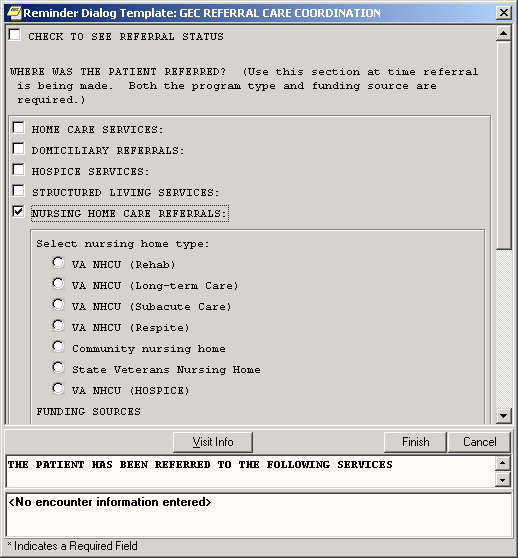 Reminder Dialog Template: GEC REFERRAL CARE COORDINATION
CHECK TO SEE REFERRAL STATUS
WHERE WAS THE PATIENT REFERRED? (Use this section at time referral
is being made. Both the program type and funding source are
required.)
HOME CARE SERVICES:
DOMICILIARY REFERRALS:
HOSPICE SERVICES:
STRUCTURED LIVING SERVICES:
NURSING HOME CARE REFERRALS:
Select nursing home type:
VA NHCU (Rehab)
VA NHCU (Long-term Care)
VA NHCU (Subacute Care)
VA NHCU (Respite)
Community nursing home
State Veterans Nursing Home
VA NHCU (HOSPICE)
FUNDING SOURCES
Visit Info
Finish
Cancel
THE PATIENT HAS BEEN REFERRED TO THE FOLLOWING SERVICES
<No encounter information entered>
* Indicates a Required Field